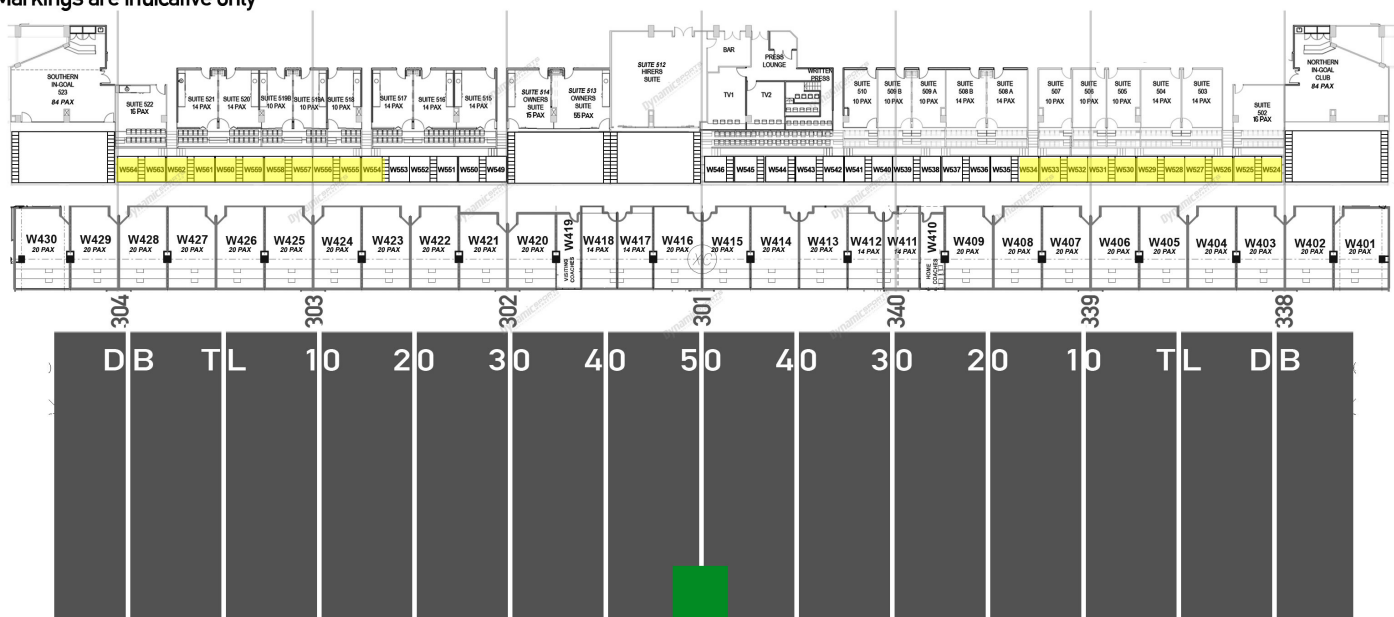 Markings are indicative only
SOUTHERN
IN-GOAL
523
84 PAX
SUITE 522
16 PAX
SUITE 521
14 PAX
SUITE
520
14 PAX
SUITE 519B
10 PAX
SUITE 519A
10 PAX
SUITE 518
10 PAX
SUITE 517
14 PAX
SUITE
516
14 PAX
SUITE 515
14 PAX
SUITE 514
OWNERS
SUITE
15 PAX
SUITE 513
OWNERS
SUITE
55 PAX
SUITE 512
HIRERS
SUITE
BAR
PRESS
LOUNGE
WRITTEN
PRESS
TV1
TV2
SUITE
510
10 PAX
SUITE
509 B
10 PAX
SUITE
509 A
10 PAX
SUITE
508 B
14 PAX
SUITE
508 A
14 PAX
SUITE
507
10 PAX
SUITE
506
10 PAX
SUITE
505
10 PAX
SUITE
504
14 PAX
SUITE
503
14 PAX
SUITE
502
16 PAX
NORTHERN
IN-GOAL
CLUB
84 PAX
W564 W563 W562 W561 W560 W559 W558 W557 W556 W555 W554 W553 W552 W551 W550 W549
W546 W545 W544 W543 W542 W541 W540 W539 W538 W537 W536 W535 W534 W533 W532 W531 W530 W529 W528 W527 W526 W525 W524
W430
20 PAX
W429
20 PAX
W428
20 PAX
W427
20 PAX
W426
20 PAX
W425
20 PAX
W424
20 PAX
W423
20 PAX
W422
20 PAX
W421
20 PAX
W420
20 PAX
W419
VISITING
COACHES
W418
14 PAX
W417
14 PAX
W416
20 PAX
W415
20 PAX
W414
20 PAX
W413
20 PAX
W412
14 PAX
W411
14 PAX
W410
HOME
COACHES
W409
20 PAX
W408
20 PAX
W407
20 PAX
W406
20 PAX
W405
20 PAX
W404
20 PAX
W403
20 PAX
W402
20 PAX
W401
20 PAX
304 303 302 301 340 339 338
DB TL 10 20 30 40 50 40 30 20 10 TL DB